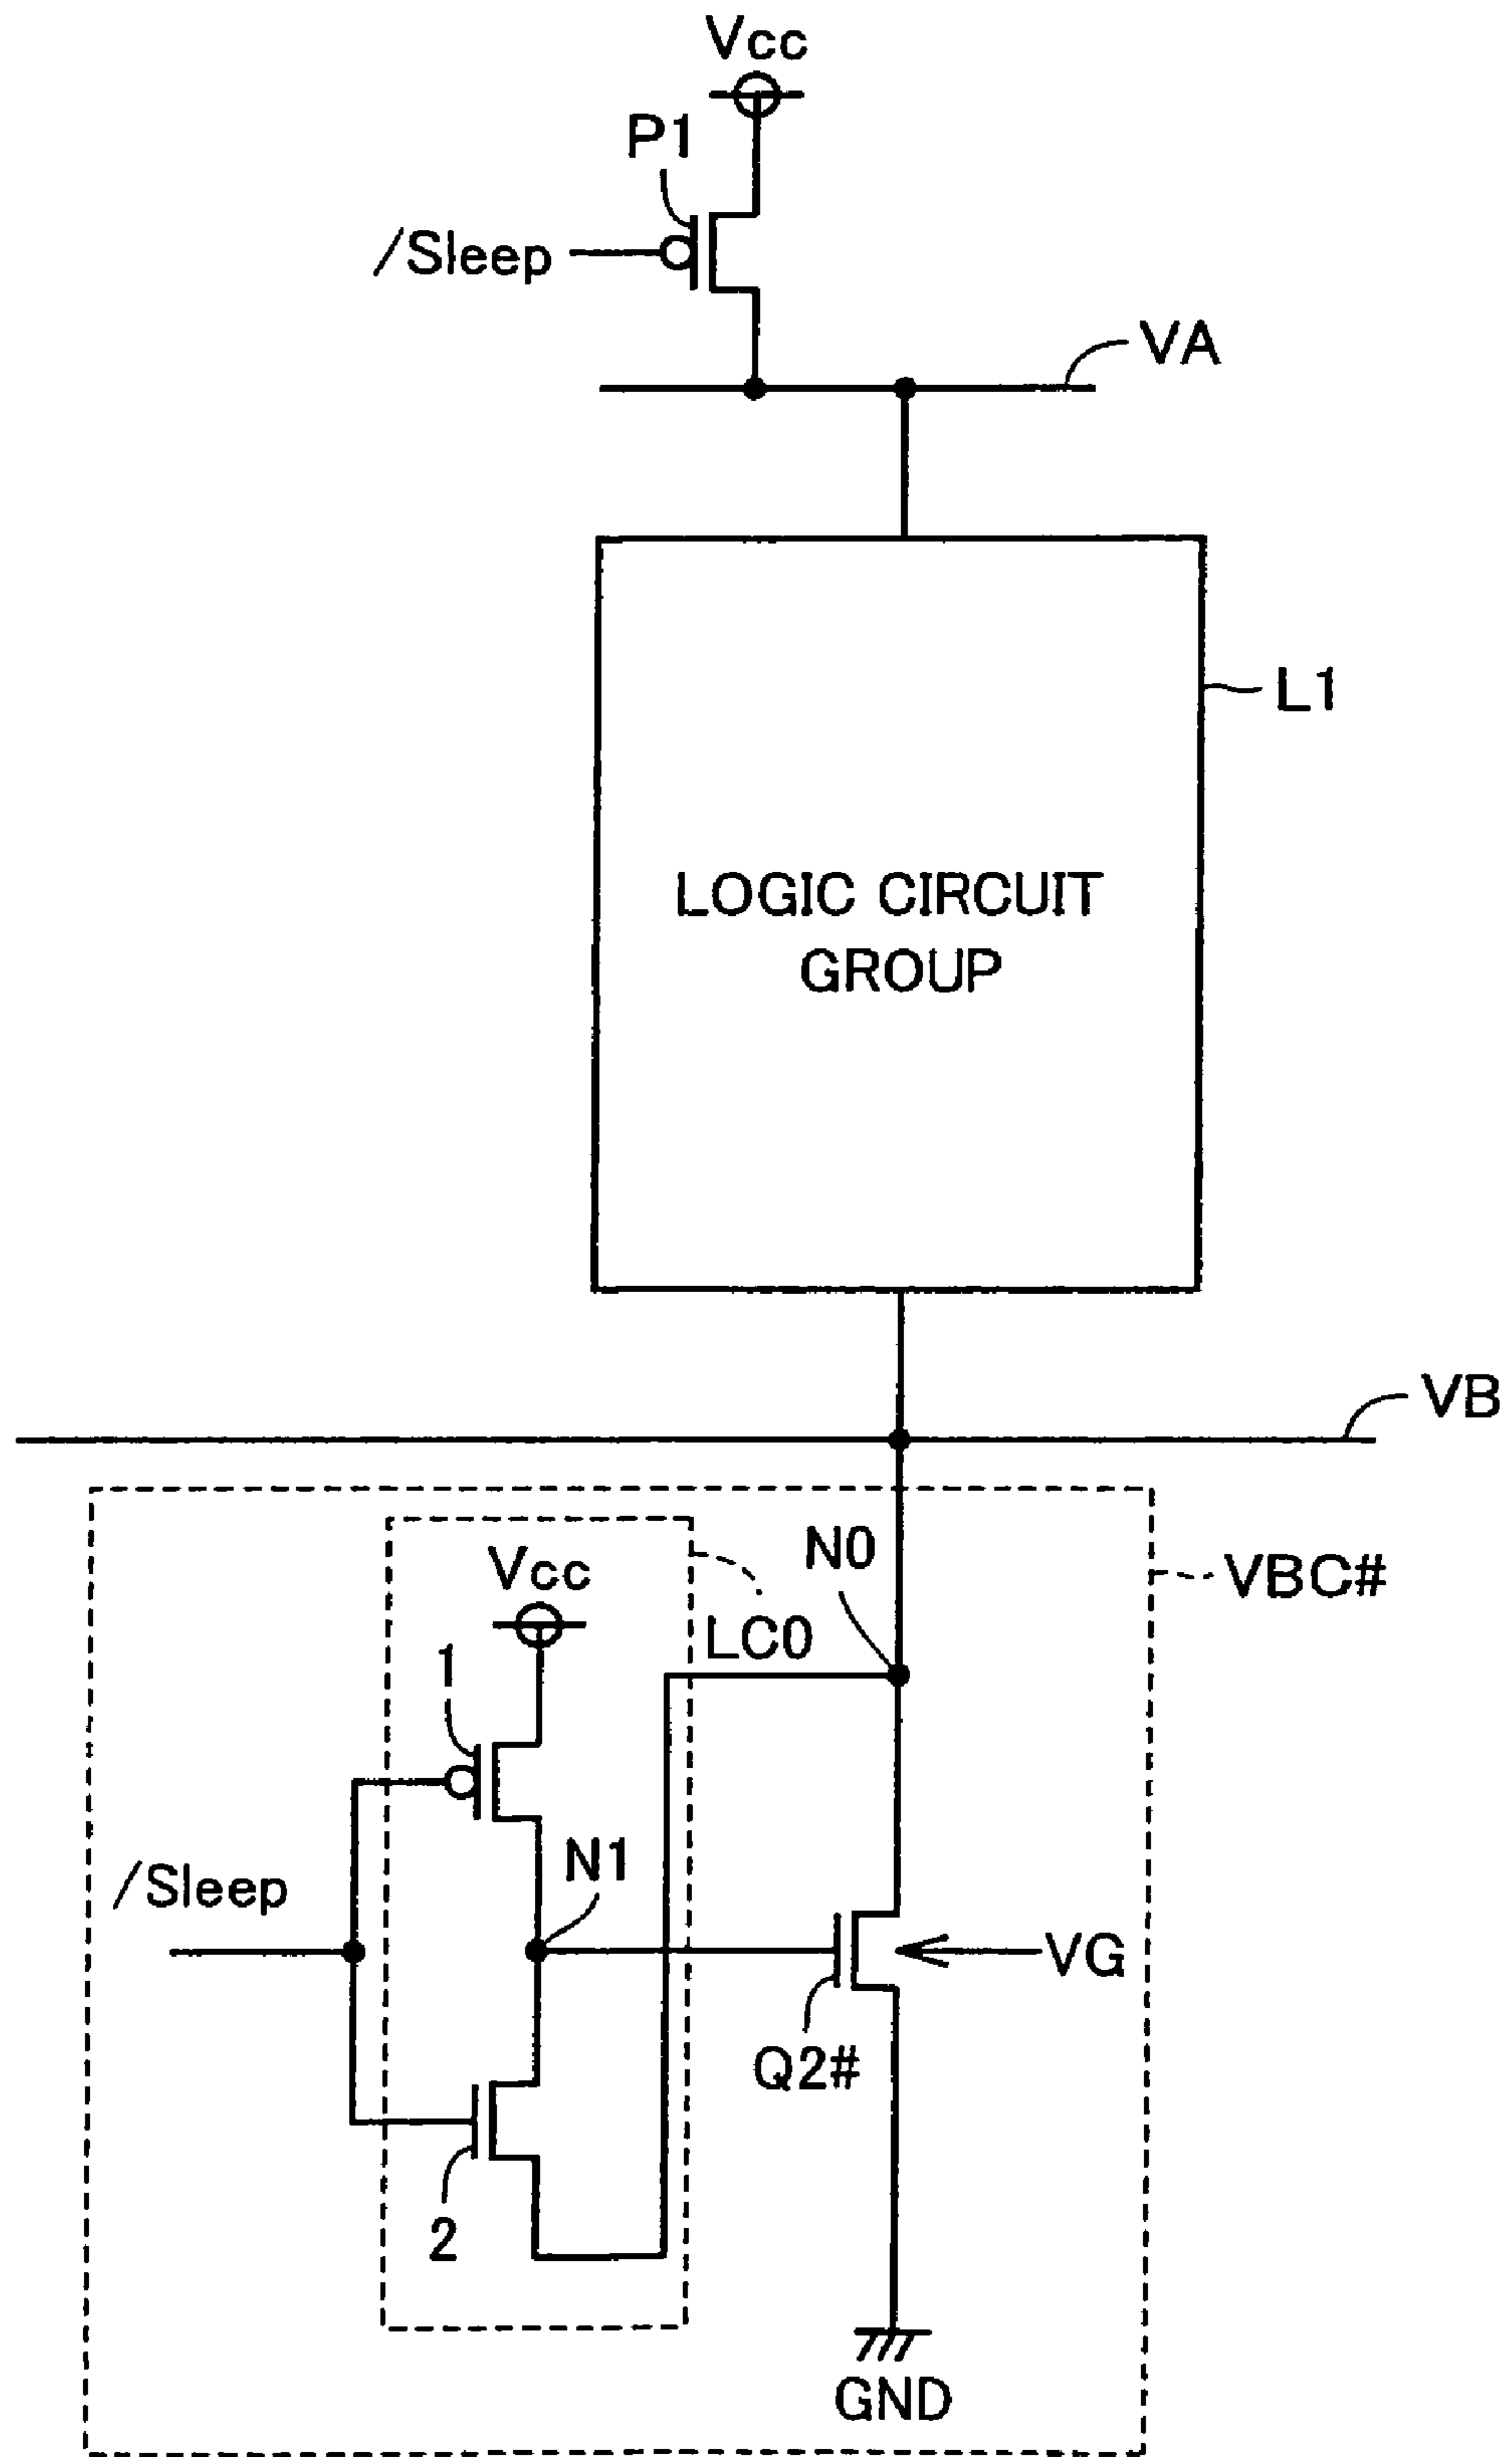 Vcc
P1
/Sleep
VA
L1
LOGIC CIRCUIT
GROUP
VB
Vcc
N0
VBC#
LC0
1
N1
/Sleep
VG
Q2#
2
GND